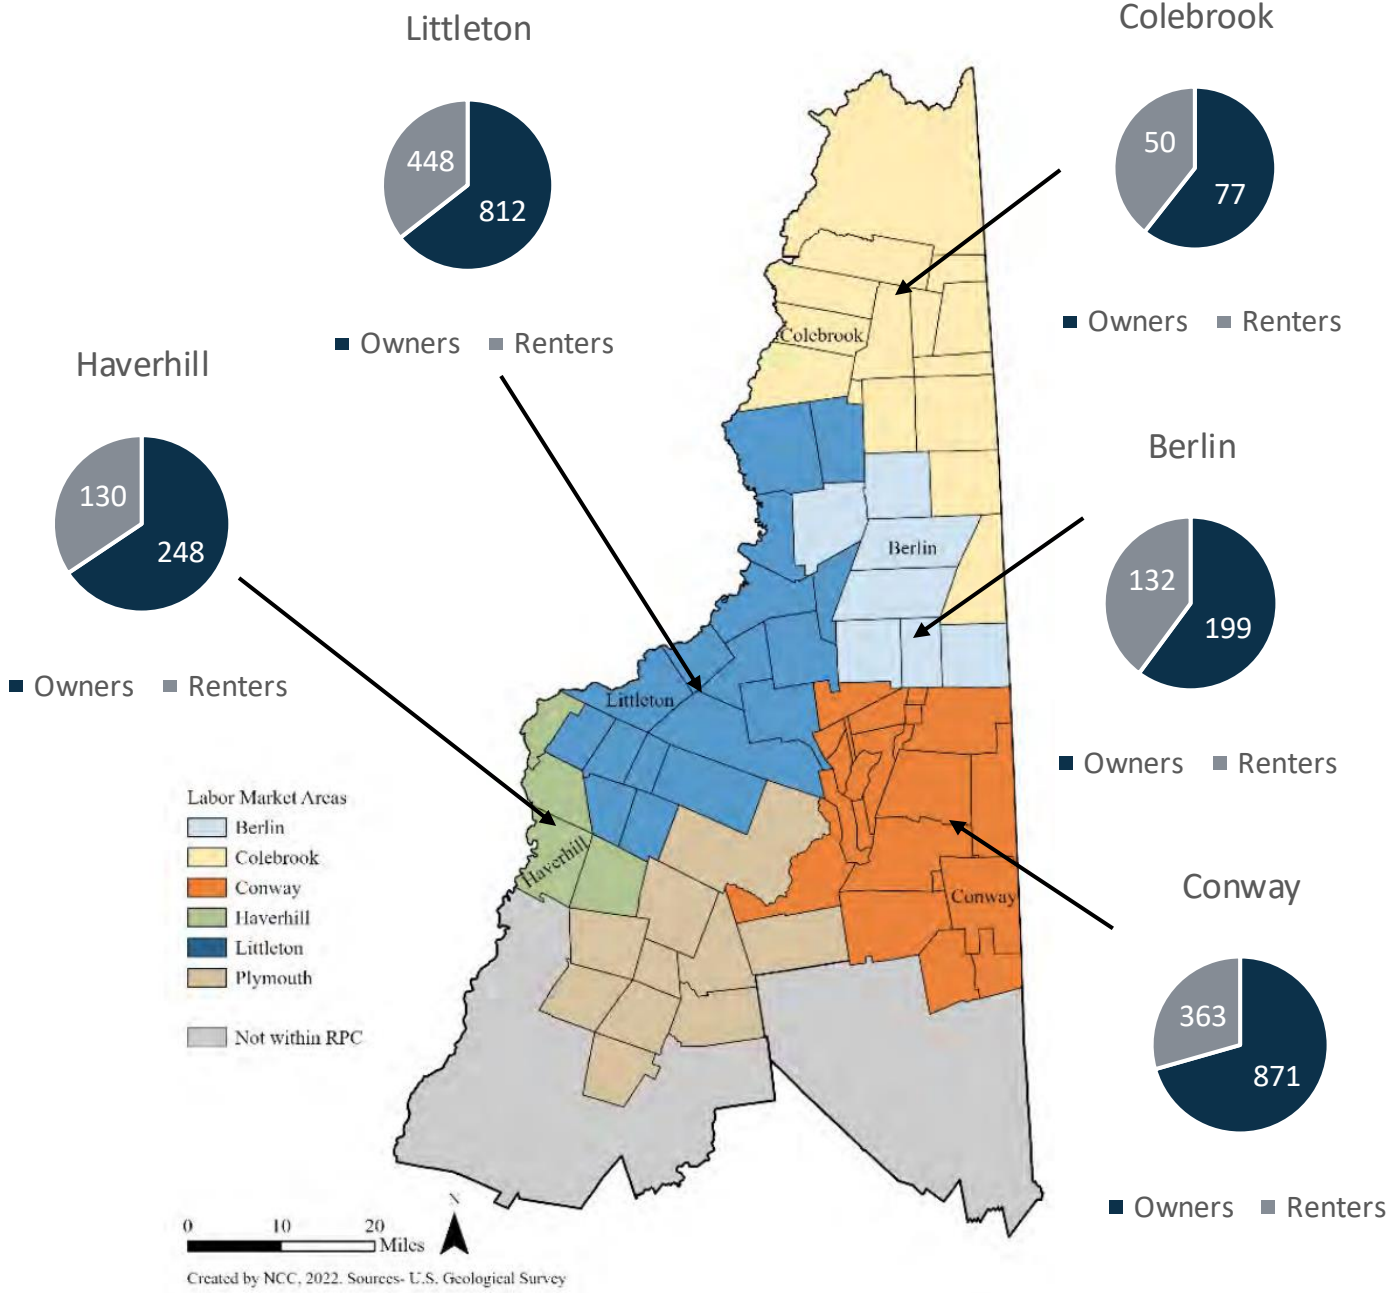 Littleton
448
812
Owners Renters
Colebrook
50
77
Owners Renters
Haverhill
130
248
Owners Renters
Berlin
132
199
Owners Renters
Conway
363
871
Owners Renters
Colebrook
Berlin
Littleton
Haverhill
Conway
Labor Market Areas
Berlin
Colebrook
Conway
Haverhill
Littleton
Plymouth
Not within RPC
N
0 10 20
Miles
Created by NCC, 2022. Sources- U.S. Geological Survey